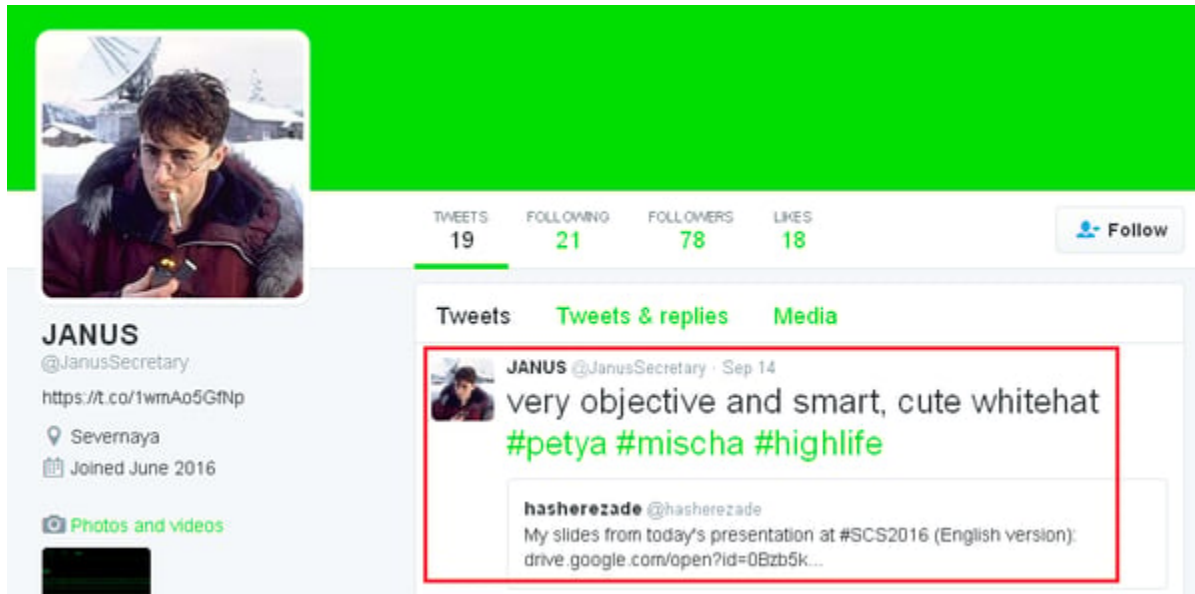 TWEETS FOLLOWING FOLLOWERS LIKES
19 21 78 18
Follow
JANUS
@JanusSecretary
https://t.co/1wmAo5GfNp
Severnaya
Joined June 2016
Photos and videos
Tweets Tweets & replies Media
JANUS @JanusSecretary · Sep 14
very objective and smart, cute whitehat
#petya #mischa #highlife
hasherezade @hasherezade
My slides from today's presentation at #SCS2016 (English version):
drive.google.com/open?id=0Bzb5k...